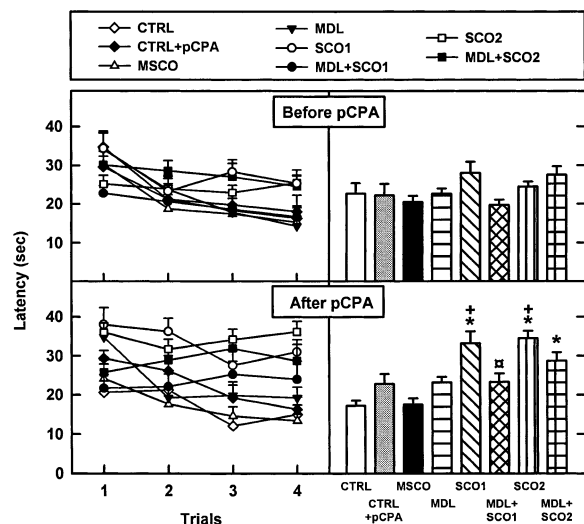 CTRL MDL SCO2
CTRL+pCPA SCO1 MDL+SCO2
MSCO MDL+SCO1
Before pCPA
40
30
20
10
After pCPA
+ +
* ¤ * *
40
30
20
10
0
Latency (sec)
1 2 3 4
Trials
CTRL MSCO SCO1 SCO2
CTRL MDL MDL+ MDL+
+pCPA SCO1 SCO2